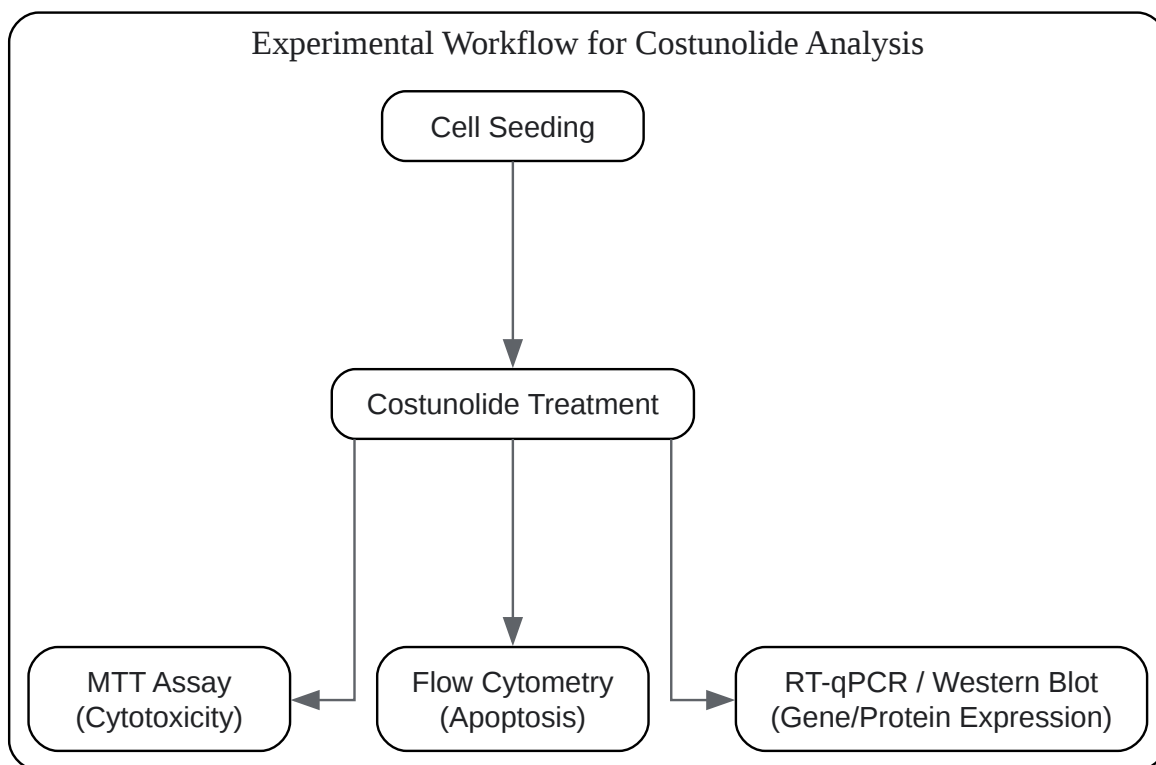 Experimental Workflow for Costunolide Analysis
Cell Seeding
Costunolide Treatment
MTT Assay
(Cytotoxicity)
Flow Cytometry
(Apoptosis)
RT-qPCR / Western Blot
(Gene/Protein Expression)